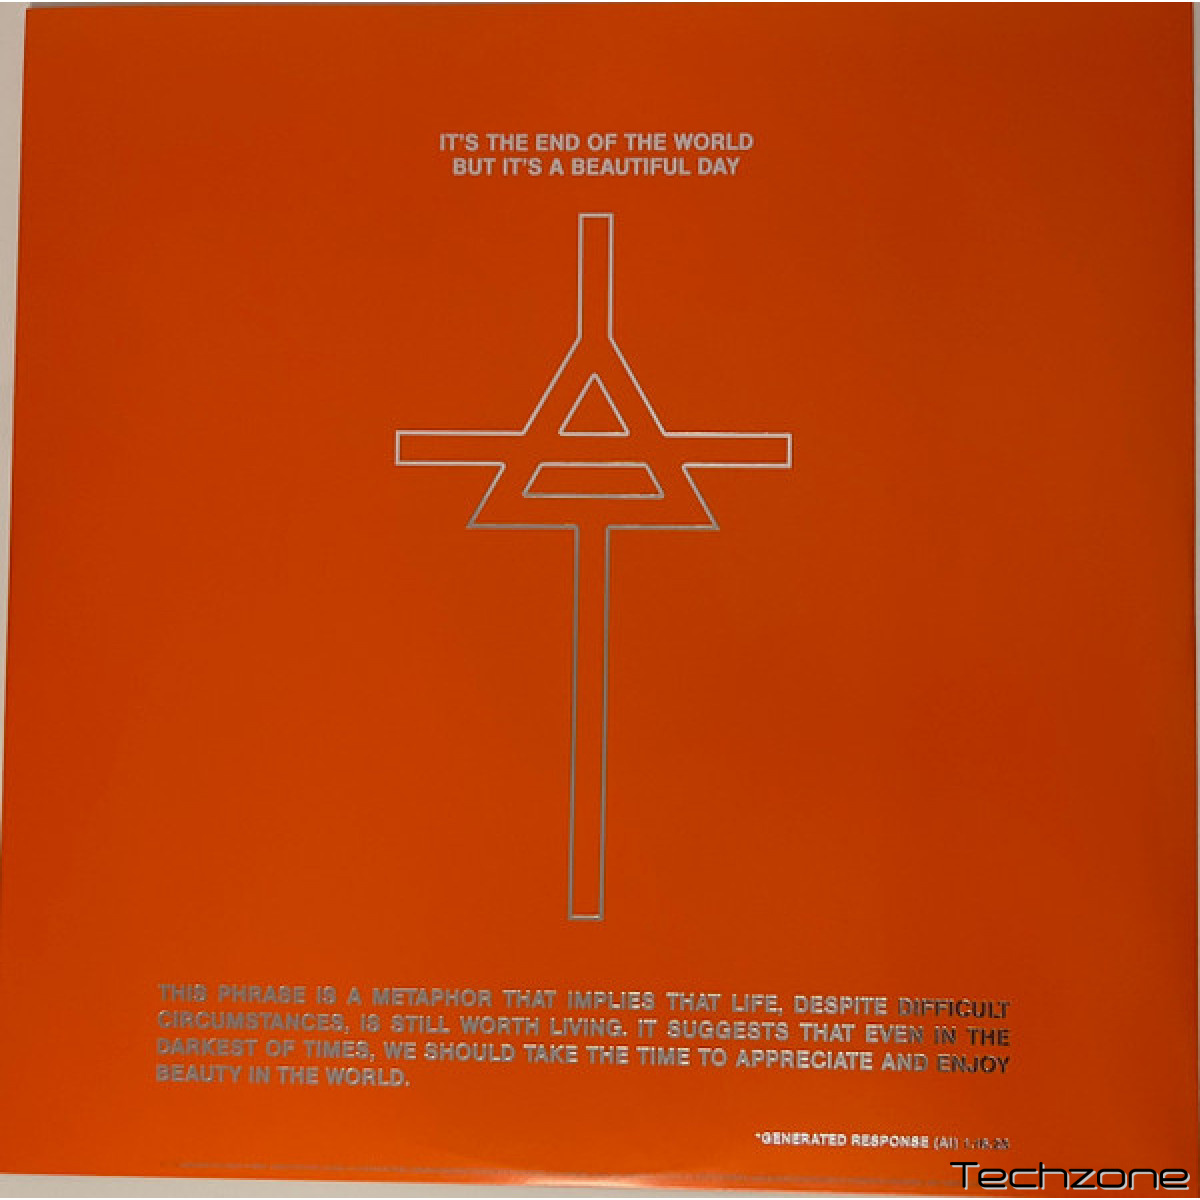 IT'S THE END OF THE WORLD
BUT IT'S A BEAUTIFUL DAY
THIS PHRASE IS A METAPHOR THAT IMPLIES THAT LIFE, DESPITE DIFFICULT
CIRCUMSTANCES, IS STILL WORTH LIVING. IT SUGGESTS THAT EVEN IN THE
DARKEST OF TIMES, WE SHOULD TAKE THE TIME TO APPRECIATE AND ENJOY
BEAUTY IN THE WORLD.
*GENERATED RESPONSE (AI)
Techzone